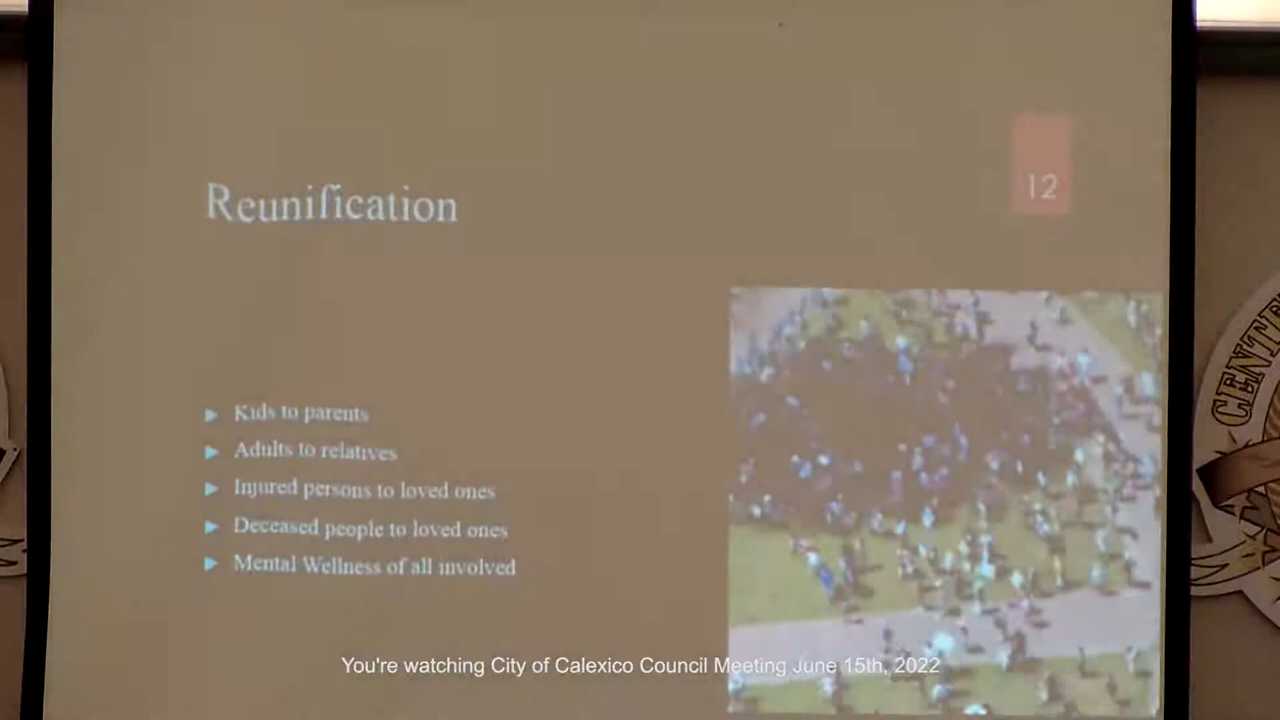 12
Reunification
Kids to parents
Adults to relatives
Injured persons to loved ones
Deceased people to loved ones
Mental Wellness of all involved
You're watching City of Calexico Council Meeting June 15th, 2022